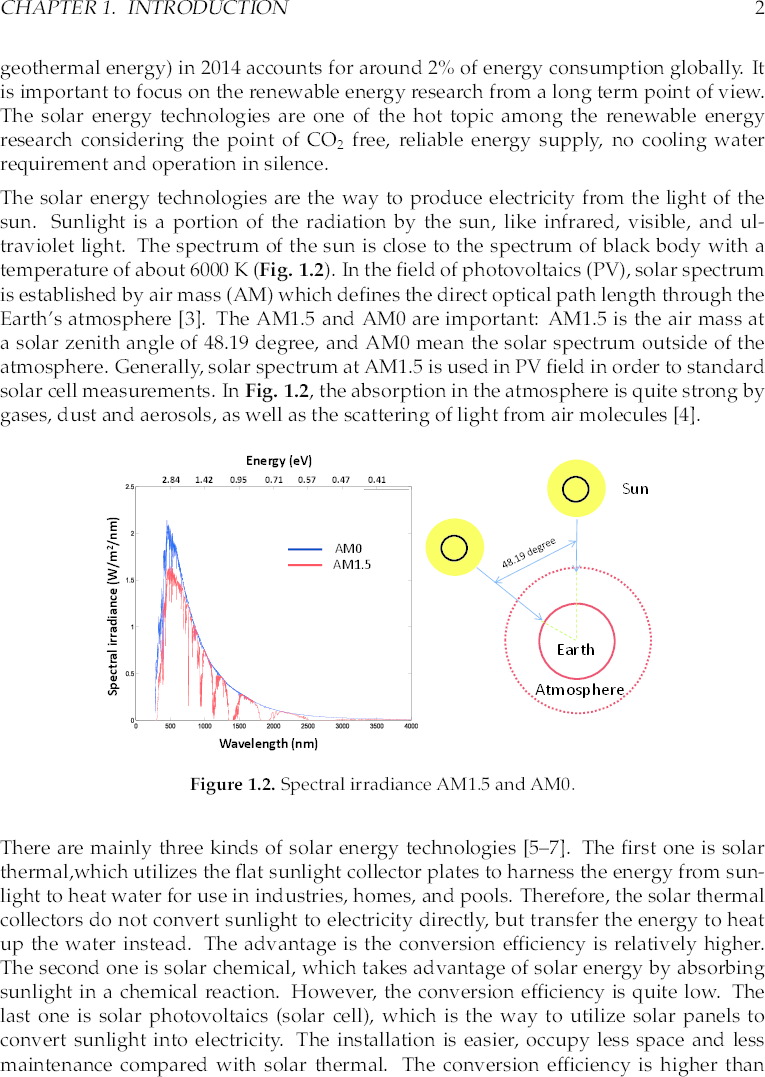 CHAPTER 1. INTRODUCTION 2
geothermal energy) in 2014 accounts for around 2% of energy consumption globally. It
is important to focus on the renewable energy research from a long term point of view.
The solar energy technologies are one of the hot topic among the renewable energy
research considering the point of CO₂ free, reliable energy supply, no cooling water
requirement and operation in silence.
The solar energy technologies are the way to produce electricity from the light of the
sun. Sunlight is a portion of the radiation by the sun, like infrared, visible, and ul-
traviolet light. The spectrum of the sun is close to the spectrum of black body with a
temperature of about 6000 K (Fig. 1.2). In the field of photovoltaics (PV), solar spectrum
is established by air mass (AM) which defines the direct optical path length through the
Earth's atmosphere [3]. The AM1.5 and AM0 are important: AM1.5 is the air mass at
a solar zenith angle of 48.19 degree, and AM0 mean the solar spectrum outside of the
atmosphere. Generally, solar spectrum at AM1.5 is used in PV field in order to standard
solar cell measurements. In Fig. 1.2, the absorption in the atmosphere is quite strong by
gases, dust and aerosols, as well as the scattering of light from air molecules [4].
Energy (eV)
2.84 1.42 0.95 0.71 0.57 0.47 0.41
2.5
2
1.5
1
0.5
0
Spectral irradiance (W/m²/nm)
AM0
AM1.5
0 500 1000 1500 2000 2500 3000 3500 4000
Wavelength (nm)
Sun
48.19 degree
Earth
Atmosphere
Figure 1.2. Spectral irradiance AM1.5 and AM0.
There are mainly three kinds of solar energy technologies [5–7]. The first one is solar
thermal,which utilizes the flat sunlight collector plates to harness the energy from sun-
light to heat water for use in industries, homes, and pools. Therefore, the solar thermal
collectors do not convert sunlight to electricity directly, but transfer the energy to heat
up the water instead. The advantage is the conversion efficiency is relatively higher.
The second one is solar chemical, which takes advantage of solar energy by absorbing
sunlight in a chemical reaction. However, the conversion efficiency is quite low. The
last one is solar photovoltaics (solar cell), which is the way to utilize solar panels to
convert sunlight into electricity. The installation is easier, occupy less space and less
maintenance compared with solar thermal. The conversion efficiency is higher than